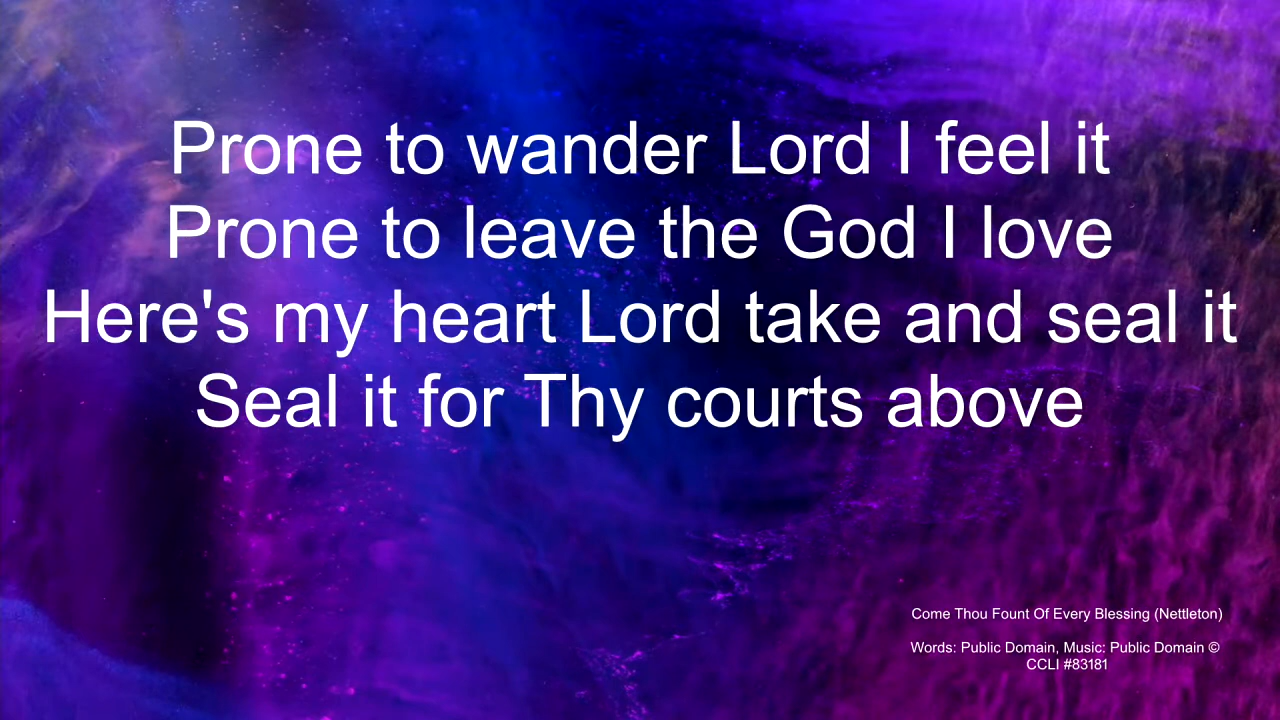 Prone to wander Lord I feel it
Prone to leave the God I love
Here's my heart Lord take and seal it
Seal it for Thy courts above
Come Thou Fount Of Every Blessing (Nettleton)
Words: Public Domain, Music: Public Domain ©
CCLI #83181